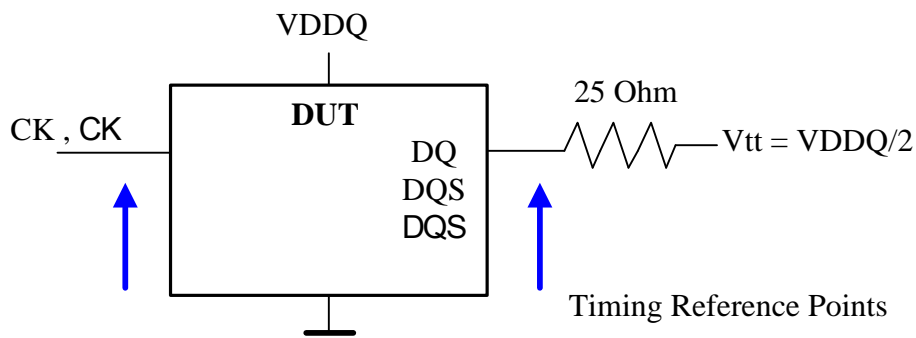 VDDQ
25 Ohm
DUT
CK , CK
DQ
Vtt = VDDQ/2
DQS
DQS
Timing Reference Points